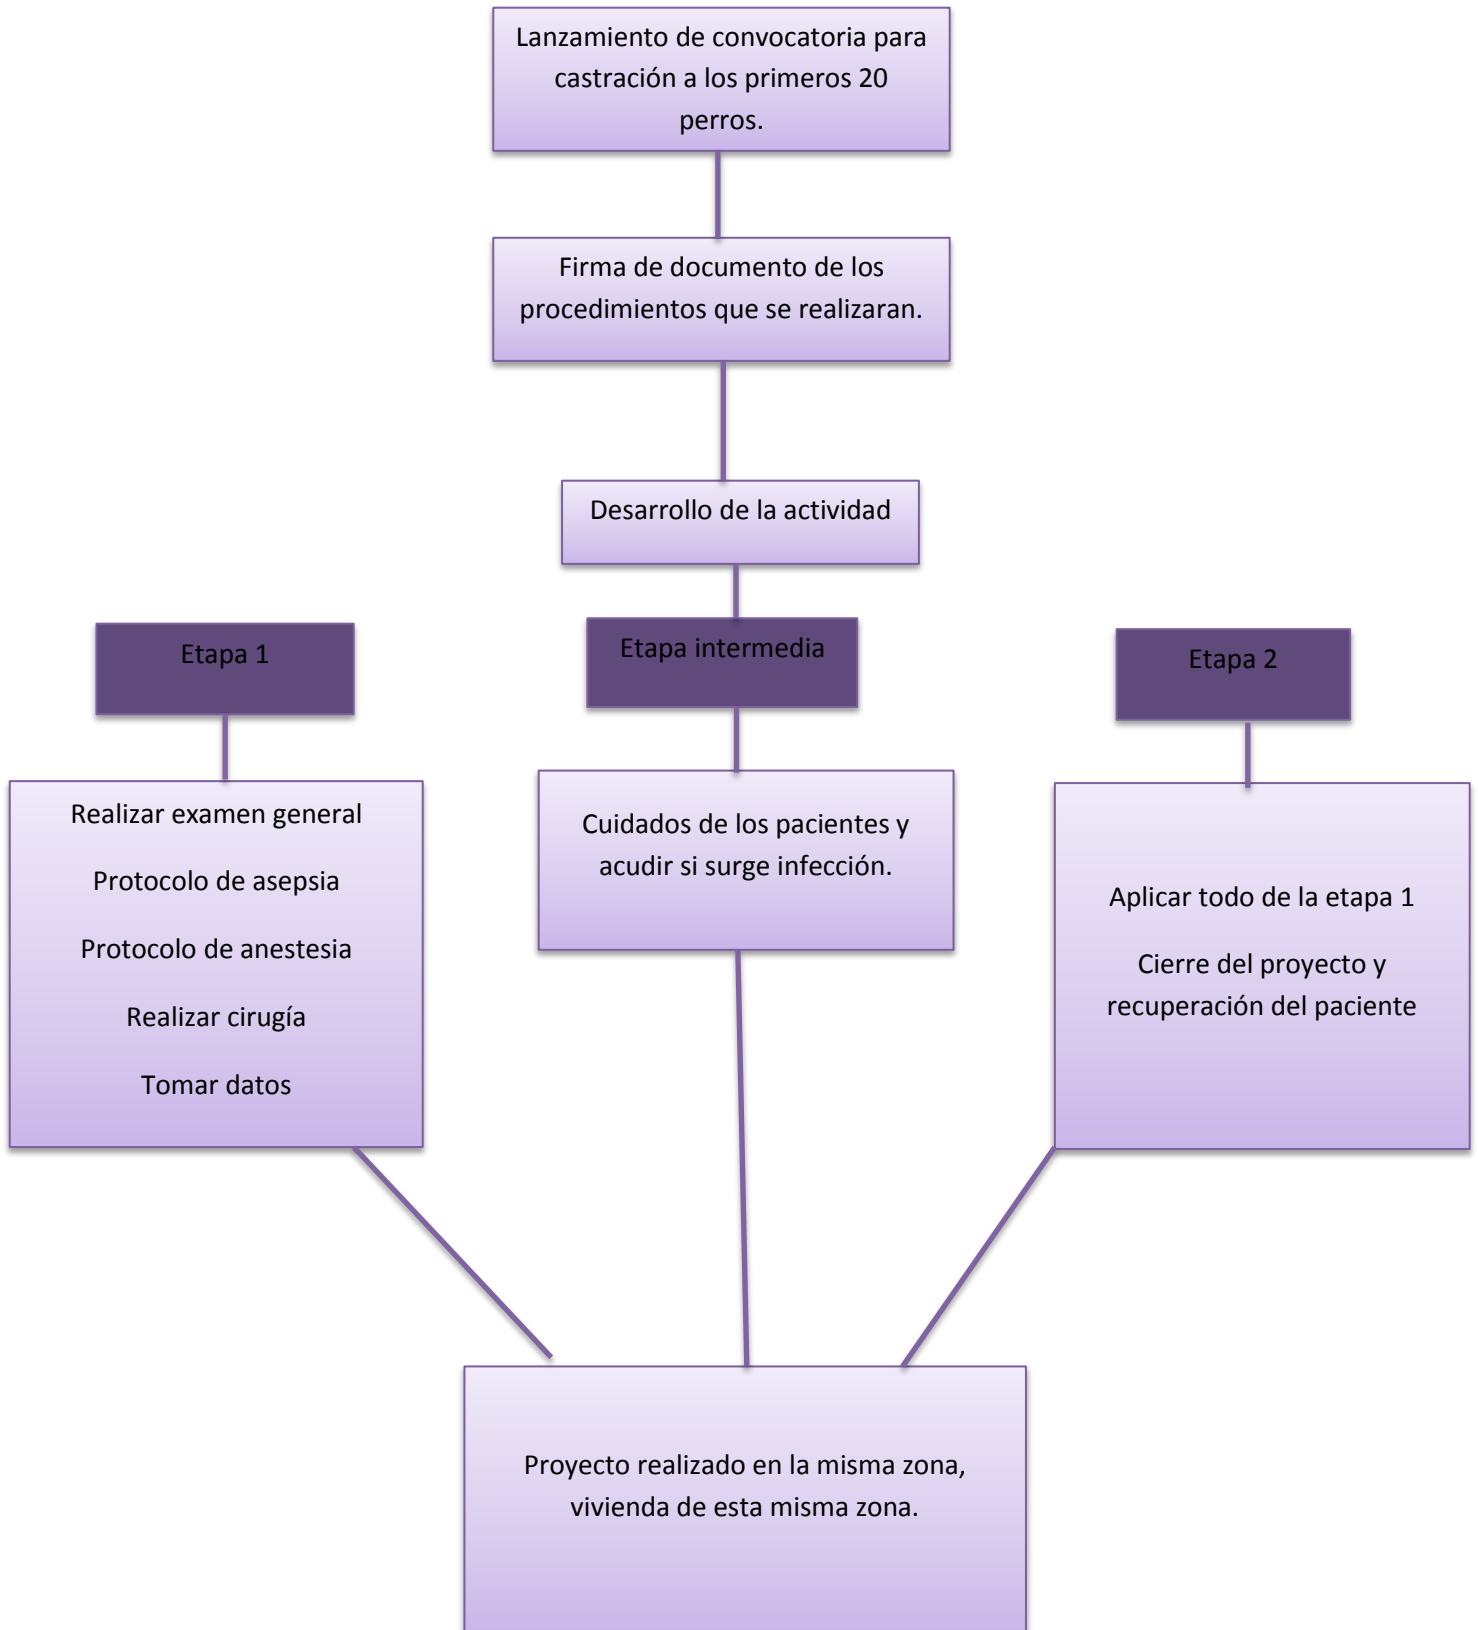 Lanzamiento de convocatoria para
castración a los primeros 20
perros.
Firma de documento de los
procedimientos que se realizaran.
Desarrollo de la actividad
Etapa 1
Etapa intermedia
Etapa 2
Realizar examen general
Protocolo de asepsia
Protocolo de anestesia
Realizar cirugía
Tomar datos
Cuidados de los pacientes y
acudir si surge infección.
Aplicar todo de la etapa 1
Cierre del proyecto y
recuperación del paciente
Proyecto realizado en la misma zona,
vivienda de esta misma zona.